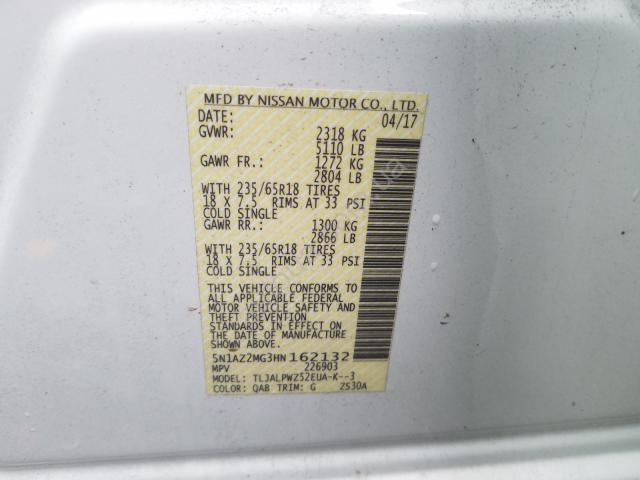 MFD BY NISSAN MOTOR CO., LTD.
DATE: 04/17
GVWR: 2318 KG
5110 LB
GAWR FR.: 1272 KG
2804 LB
WITH 235/65R18 TIRES
18 X 7.5 RIMS AT 33 PSI
COLD SINGLE
GAWR RR.: 1300 KG
2866 LB
WITH 235/65R18 TIRES
18 X 7.5 RIMS AT 33 PSI
COLD SINGLE
THIS VEHICLE CONFORMS TO
ALL APPLICABLE FEDERAL
MOTOR VEHICLE SAFETY AND
THEFT PREVENTION
STANDARDS IN EFFECT ON
THE DATE OF MANUFACTURE
SHOWN ABOVE.
5N1AZ2MG3HN162132
MPV 226903
MODEL: TLJALPWZ52EUA-K--3
COLOR: QAB TRIM: G ZS30A